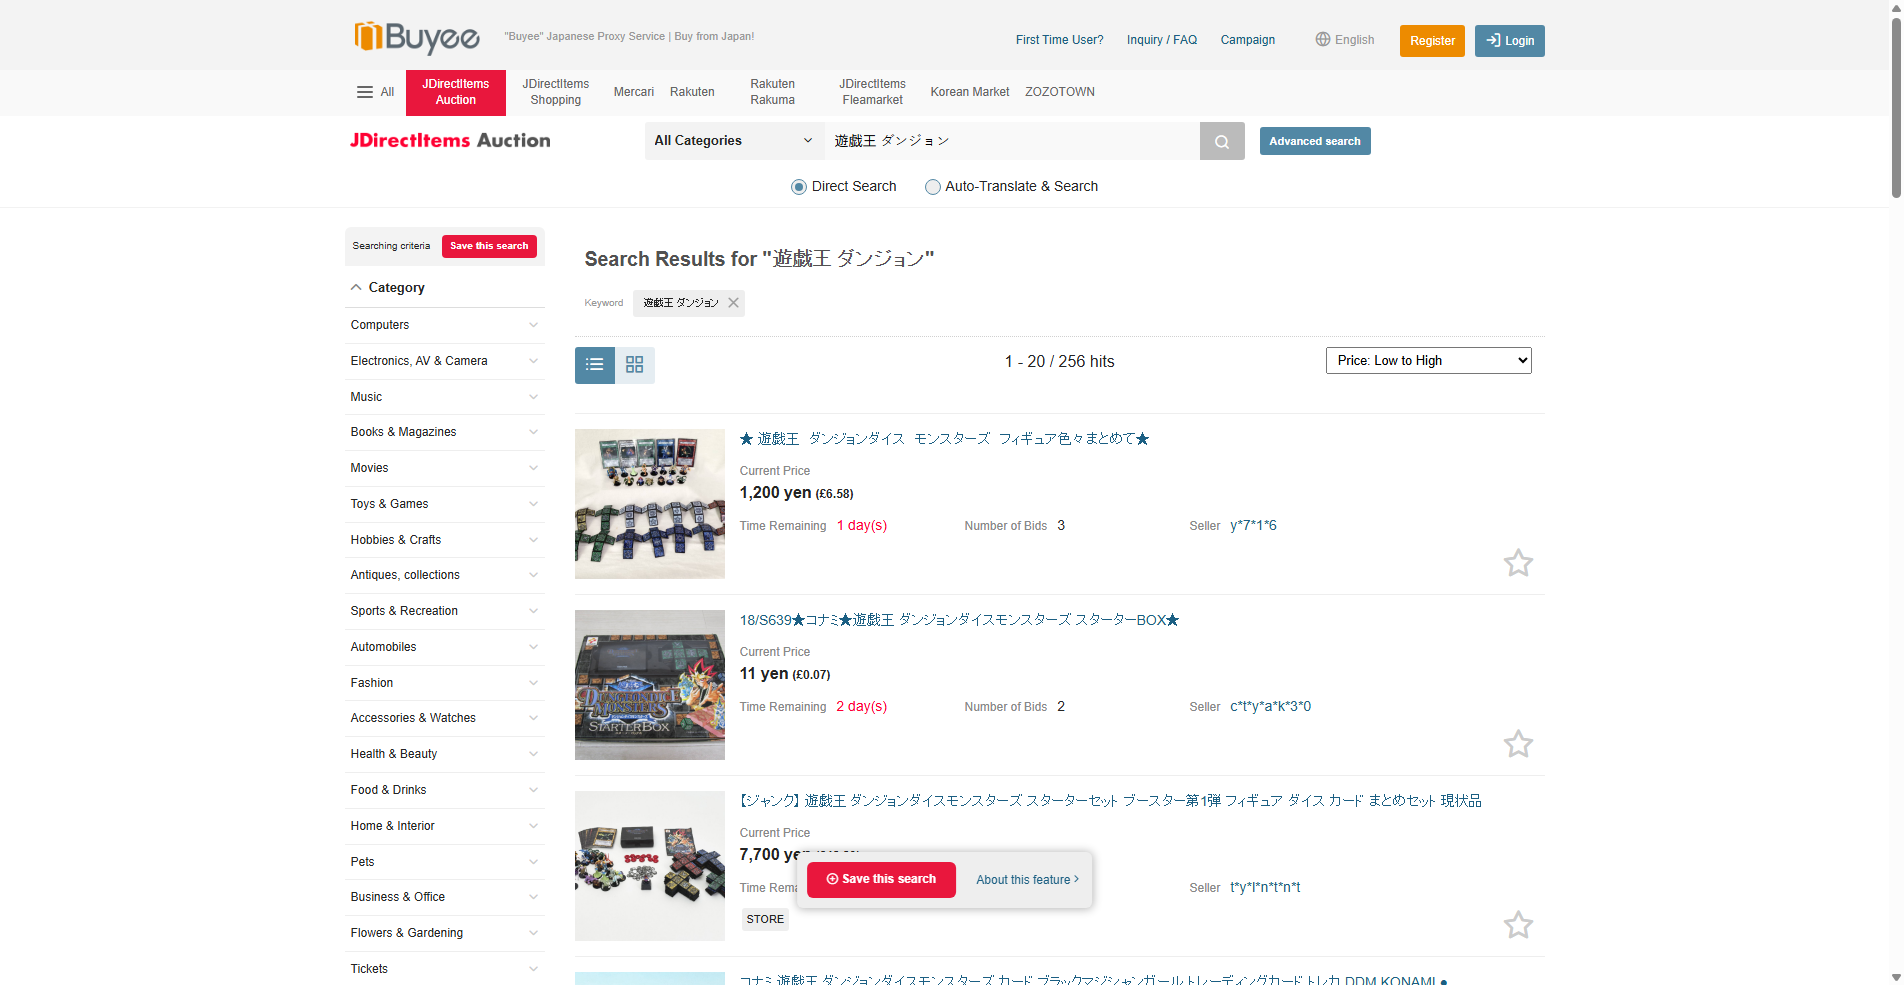 Buyee
"Buyee" Japanese Proxy Service | Buy from Japan!
First Time User?
Inquiry / FAQ
Campaign
English
Register
Login
All
JDirectItems Auction
JDirectItems Shopping
Mercari
Rakuten
Rakuten Rakuma
JDirectItems Fleamarket
Korean Market
ZOZOTOWN
JDirectItems Auction
All Categories
遊戯王 ダンジョン
Advanced search
Direct Search
Auto-Translate & Search
Searching criteria
Save this search
Category
Computers
Electronics, AV & Camera
Music
Books & Magazines
Movies
Toys & Games
Hobbies & Crafts
Antiques, collections
Sports & Recreation
Automobiles
Fashion
Accessories & Watches
Health & Beauty
Food & Drinks
Home & Interior
Pets
Business & Office
Flowers & Gardening
Tickets
Search Results for "遊戯王 ダンジョン"
Keyword
遊戯王 ダンジョン
1 - 20 / 256 hits
Price: Low to High
★ 遊戯王　ダンジョンダイス　モンスターズ　フィギュア色々まとめて★
Current Price
1,200 yen (£6.58)
Time Remaining 1 day(s)
Number of Bids 3
Seller y*7*1*6
18/S639★コナミ★遊戯王 ダンジョンダイスモンスターズ スターターBOX★
Current Price
11 yen (£0.07)
Time Remaining 2 day(s)
Number of Bids 2
Seller c*t*y*a*k*3*0
DUNGEON DICE MONSTERS
STARTER BOX
【ジャンク】 遊戯王 ダンジョンダイスモンスターズ スターターセット ブースター第1弾 フィギュア ダイス カード まとめセット 現状品
Current Price
7,700 yen
Time Rema
Seller t*y*l*n*t*n*t
STORE
Save this search
About this feature
コナミ 遊戯王 ダンジョンダイスモンスターズ カード ブラックマジシャンガール トレーディングカード トレカ DDM KONAMI ●